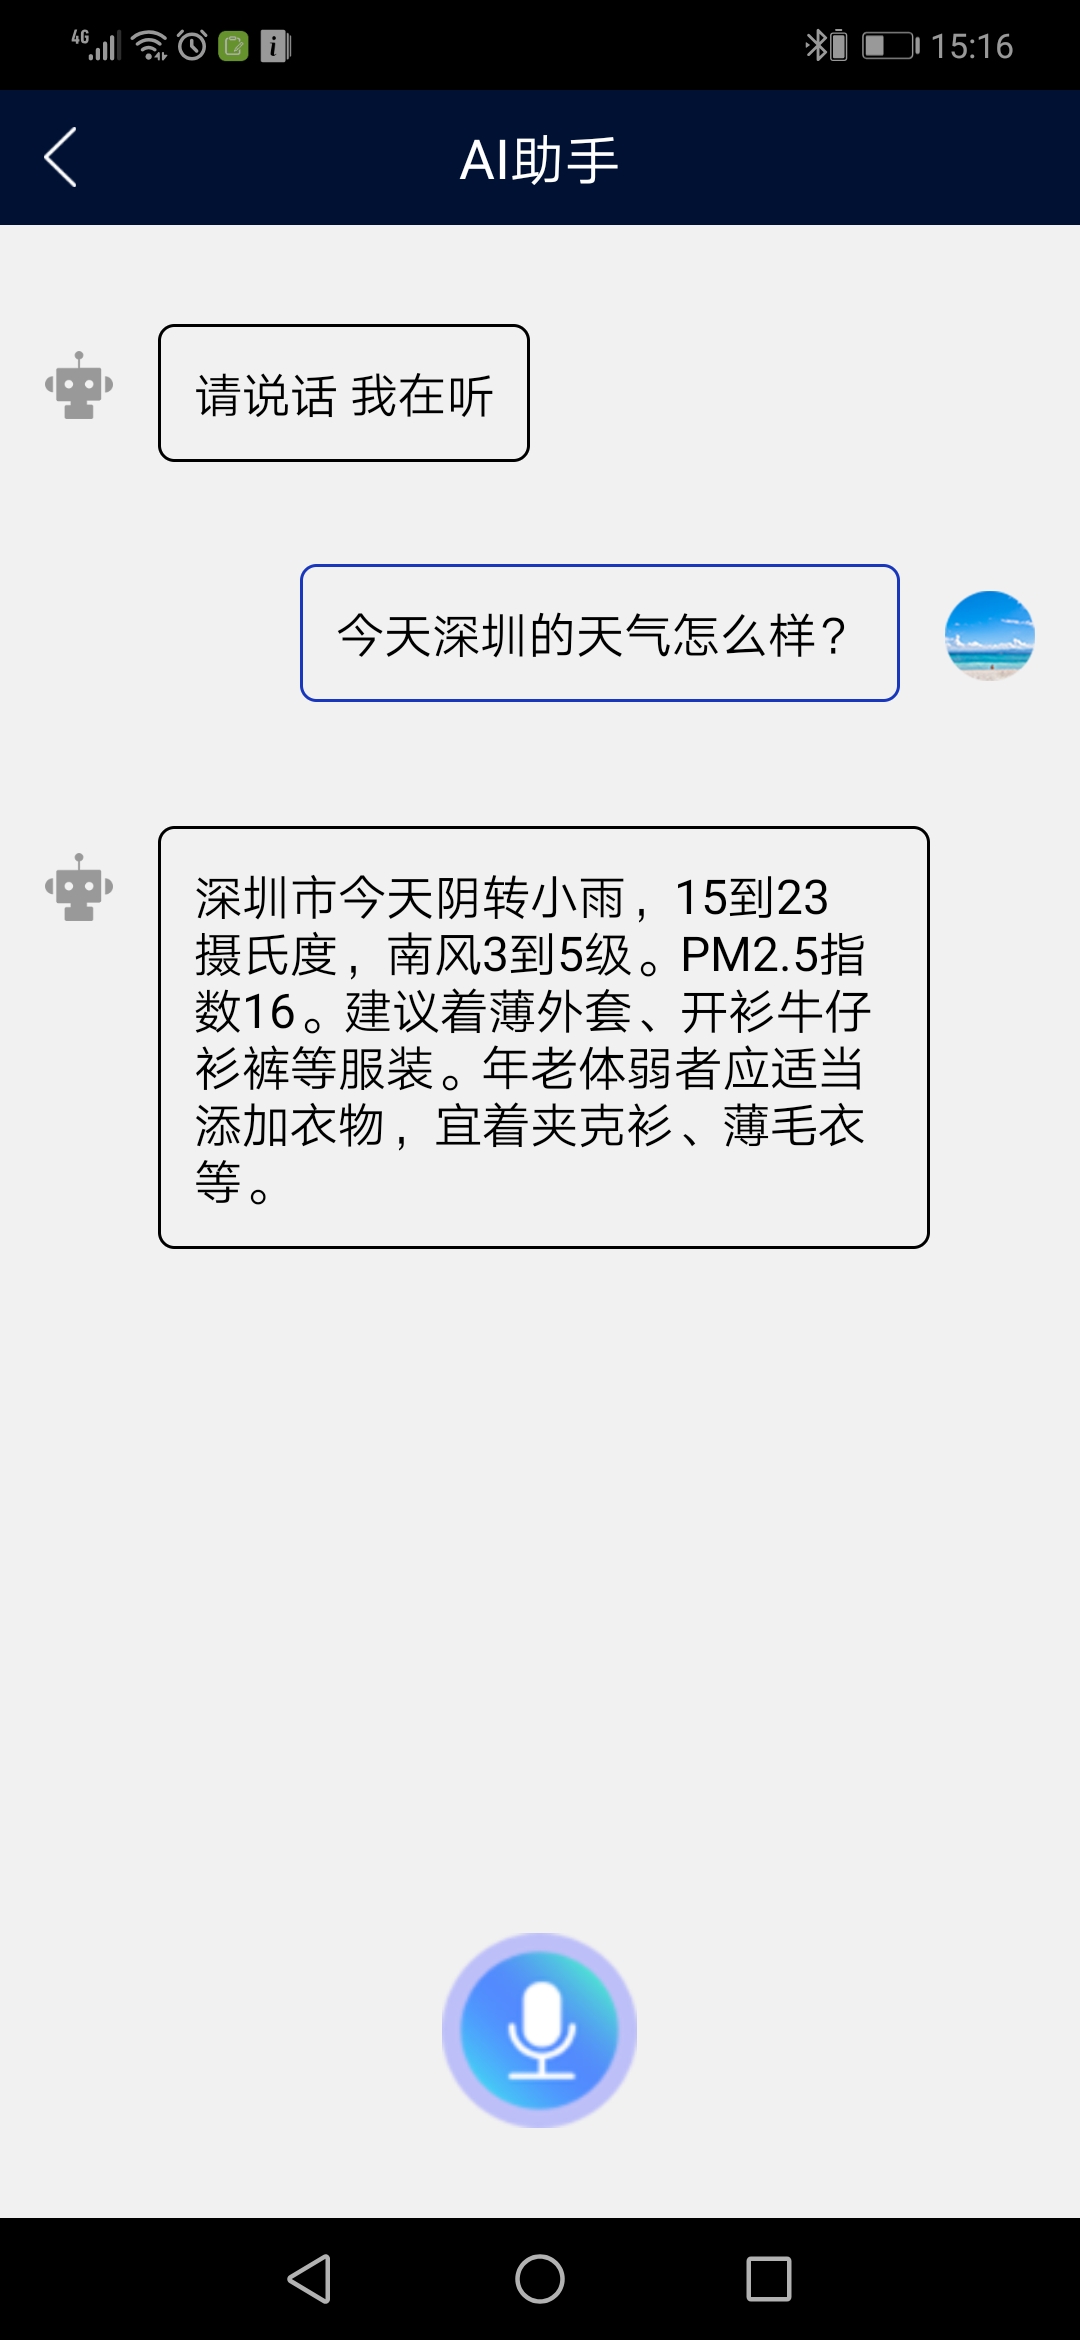 4G 15:16
AI助手
请说话 我在听
今天深圳的天气怎么样？
深圳市今天阴转小雨，15到23
摄氏度，南风3到5级。PM2.5指
数16。建议着薄外套、开衫牛仔
衫裤等服装。年老体弱者应适当
添加衣物，宜着夹克衫、薄毛衣
等。